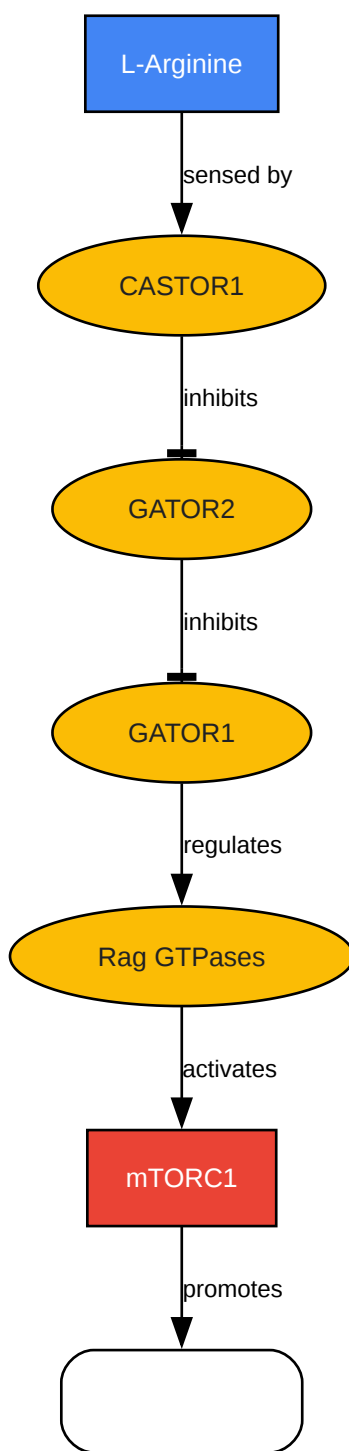 L-Arginine
sensed by
CASTOR1
inhibits
GATOR2
inhibits
GATOR1
regulates
Rag GTPases
activates
mTORC1
promotes